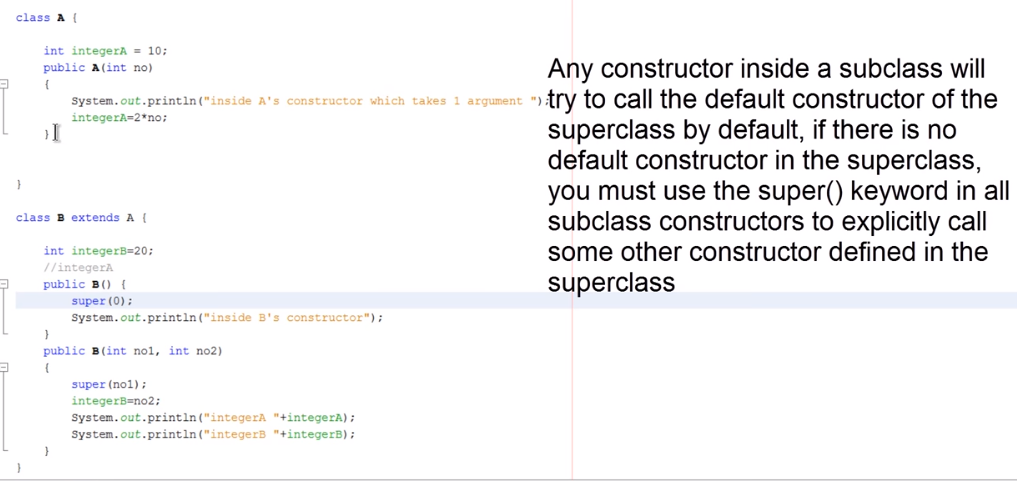 class A {
int integerA = 10;
public A(int no)
{
System.out.println("inside A's constructor which takes 1 argument ");
integerA=2*no;
}
}
class B extends A {
int integerB=20;
//integerA
public B() {
super(0);
System.out.println("inside B's constructor");
}
public B(int no1, int no2)
{
super(no1);
integerB=no2;
System.out.println("integerA "+integerA);
System.out.println("integerB "+integerB);
}
}
Any constructor inside a subclass will
try to call the default constructor of the
superclass by default, if there is no
default constructor in the superclass,
you must use the super() keyword in all
subclass constructors to explicitly call
some other constructor defined in the
superclass